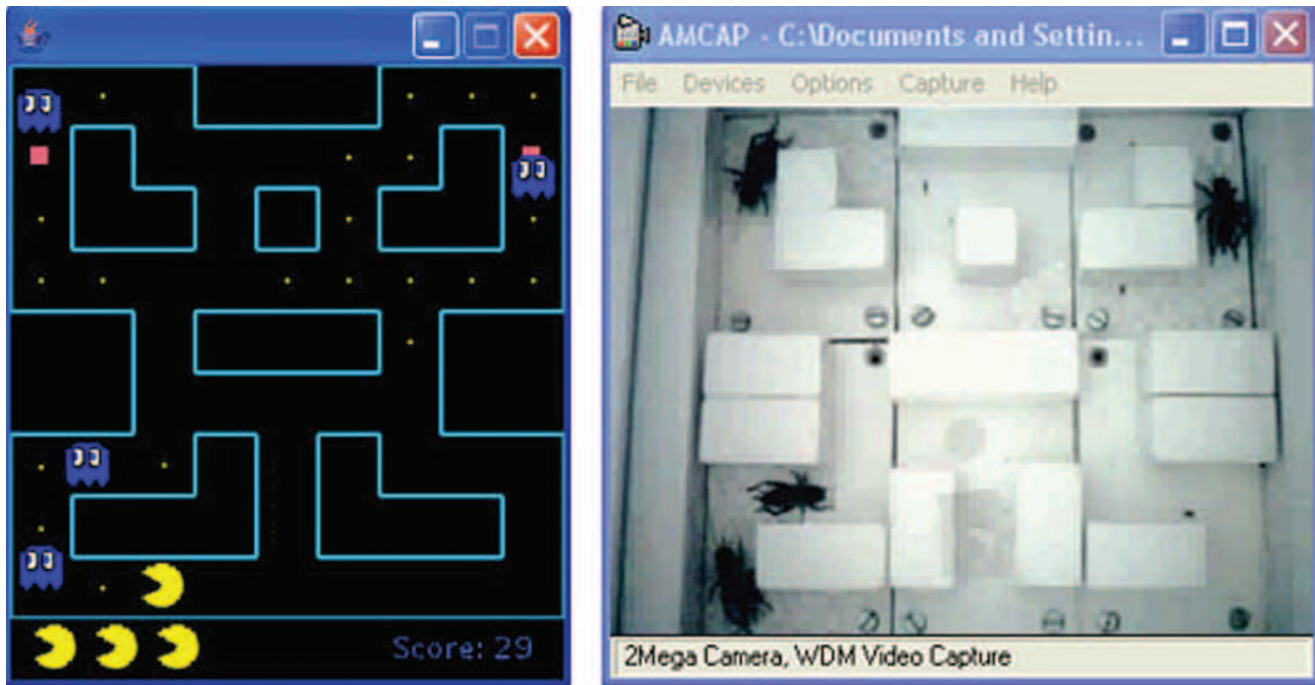 Score: 29
AMCAP - C:\Documents and Settin...
File Devices Options Capture Help
2Mega Camera, WDM Video Capture